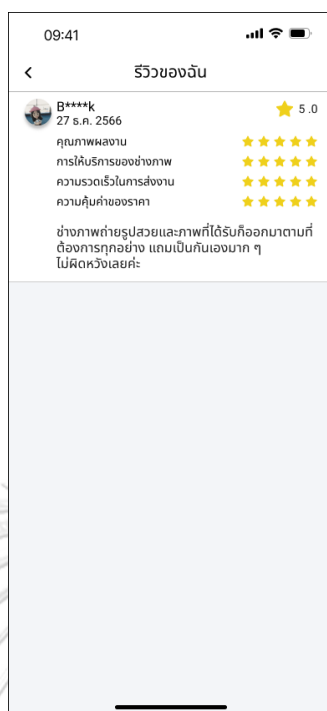 09:41
รีวิวของฉัน
B****k
5.0
27 ธ.ค. 2566
คุณภาพผลงาน
การให้บริการของช่างภาพ
ความรวดเร็วในการส่งงาน
ความคุ้มค่าของราคา
ช่างภาพถ่ายรูปสวยและภาพที่ได้รับก็ออกมาตามที่
ต้องการทุกอย่าง แถมเป็นกันเองมาก ๆ
ไม่ผิดหวังเลยค่ะ